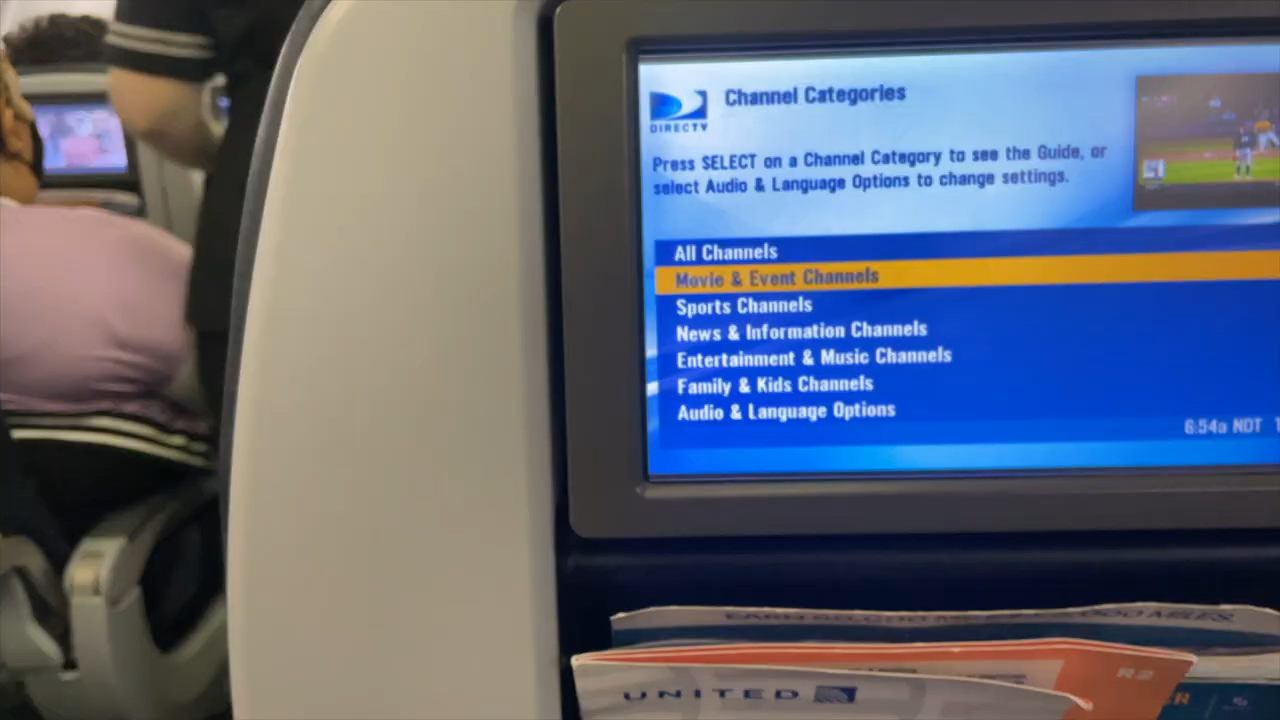 DIRECTV
Channel Categories
Press SELECT on a Channel Category to see the Guide, or
select Audio & Language Options to change settings.
All Channels
Movie & Event Channels
Sports Channels
News & Information Channels
Entertainment & Music Channels
Family & Kids Channels
Audio & Language Options
6:54a NDT
MILES
R2
UNITED